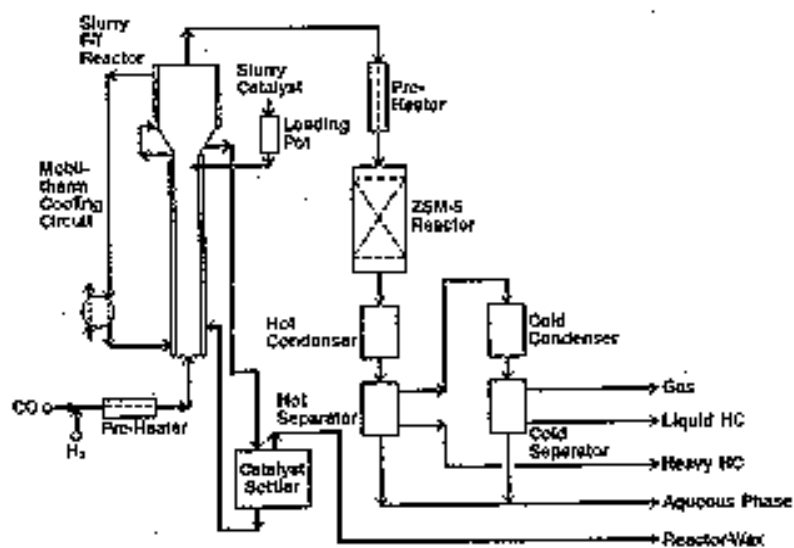 Slurry
F-T
Reactor
Slurry
Catalyst
Loading
Pot
Pre-
Heater
Mobil-
therm
Cooling
Circuit
ZSM-5
Reactor
Hot
Condenser
Cold
Condenser
CO
H₂
Pre-Heater
Hot
Separator
Cold
Separator
Catalyst
Settler
Gas
Liquid HC
Heavy HC
Aqueous Phase
Reactor-Wax